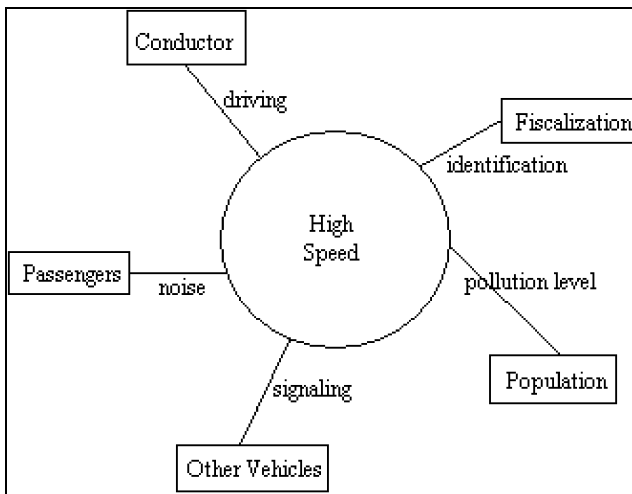 Conductor
driving
Fiscalization
identification
High
Speed
Passengers
noise
pollution level
signaling
Population
Other Vehicles